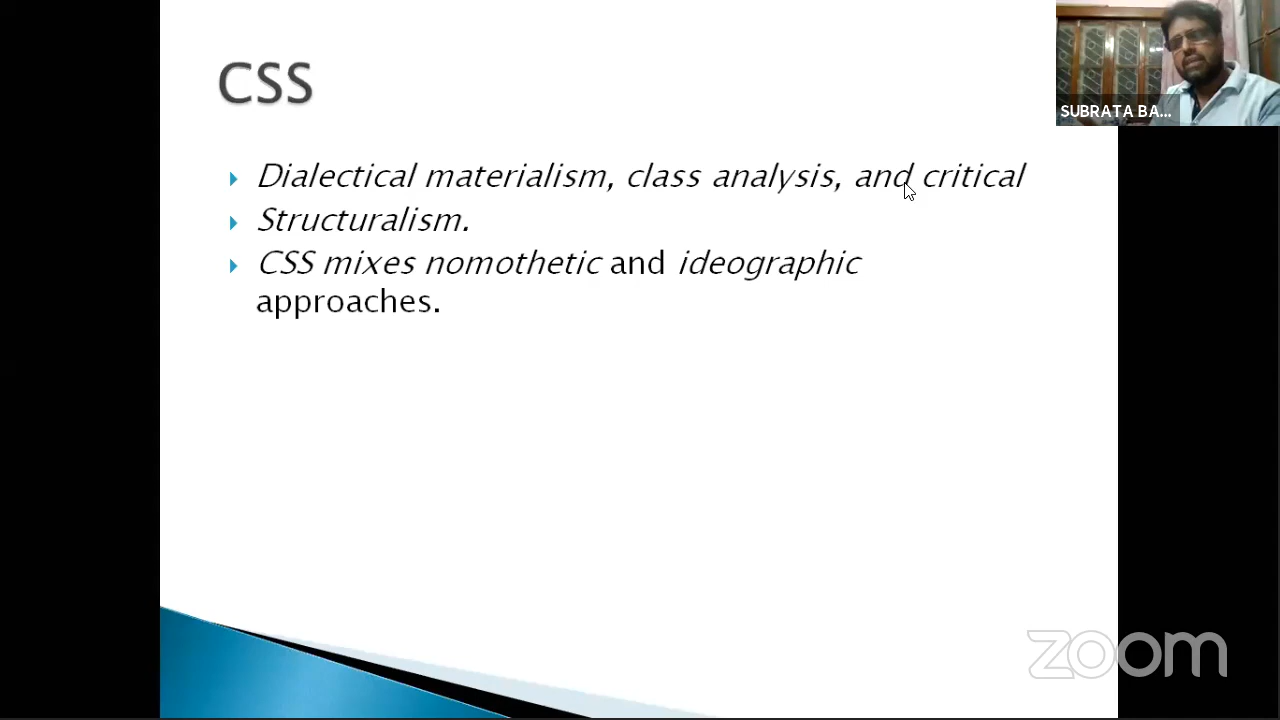 CSS
Dialectical materialism, class analysis, and critical
Structuralism.
CSS mixes nomothetic and ideographic
approaches.
SUBRATA BA...
zoom